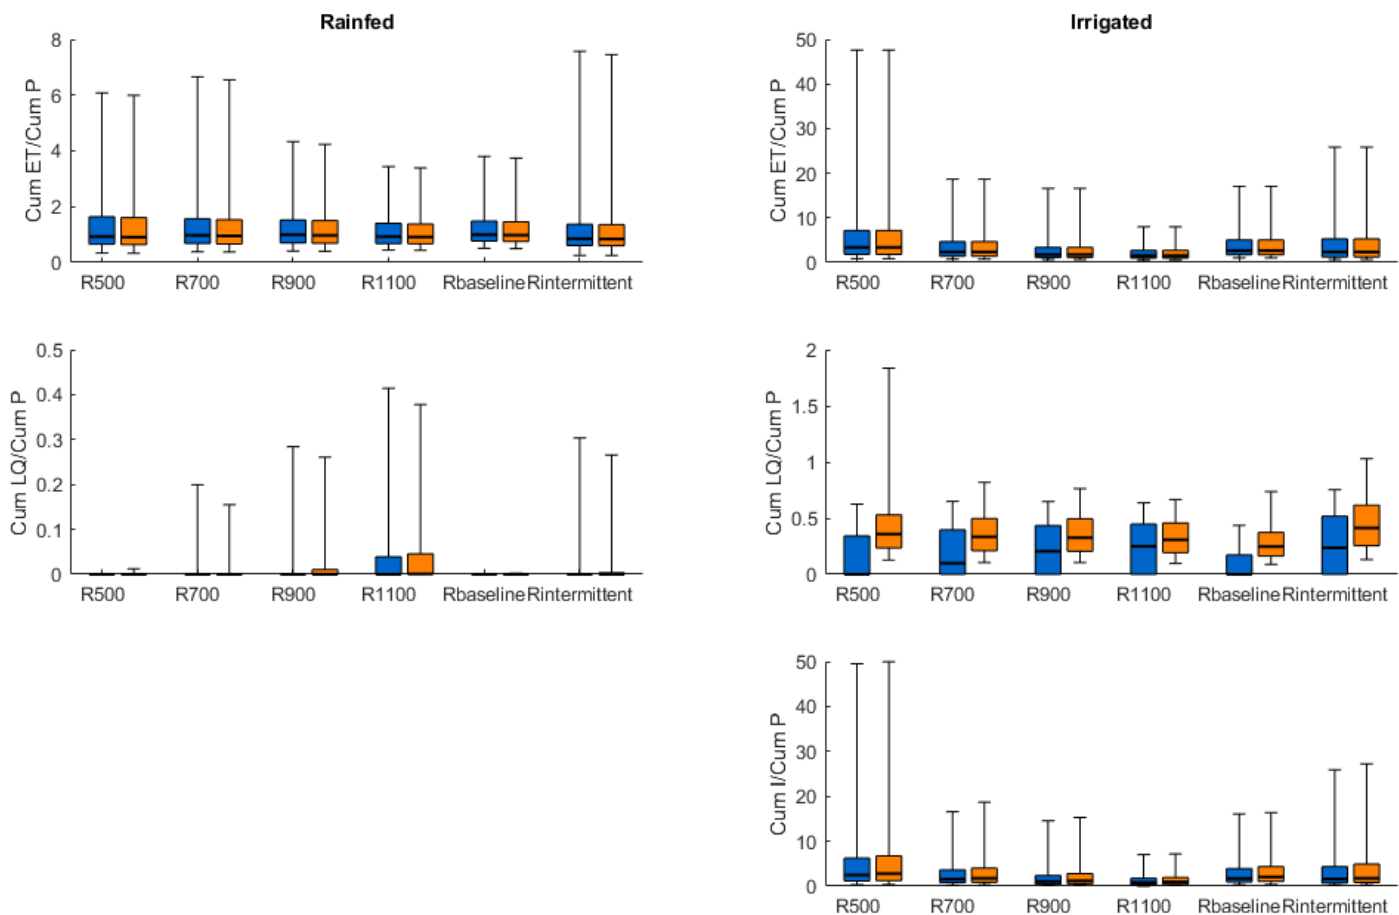 Rainfed
Cum ET/Cum P
8
6
4
2
0
R500 R700 R900 R1100 Rbaseline Rintermittent
Irrigated
Cum ET/Cum P
50
40
30
20
10
0
R500 R700 R900 R1100 Rbaseline Rintermittent
Cum LQ/Cum P
0.5
0.4
0.3
0.2
0.1
0
R500 R700 R900 R1100 Rbaseline Rintermittent
Cum LQ/Cum P
2
1.5
1
0.5
0
R500 R700 R900 R1100 Rbaseline Rintermittent
Cum I/Cum P
50
40
30
20
10
0
R500 R700 R900 R1100 Rbaseline Rintermittent